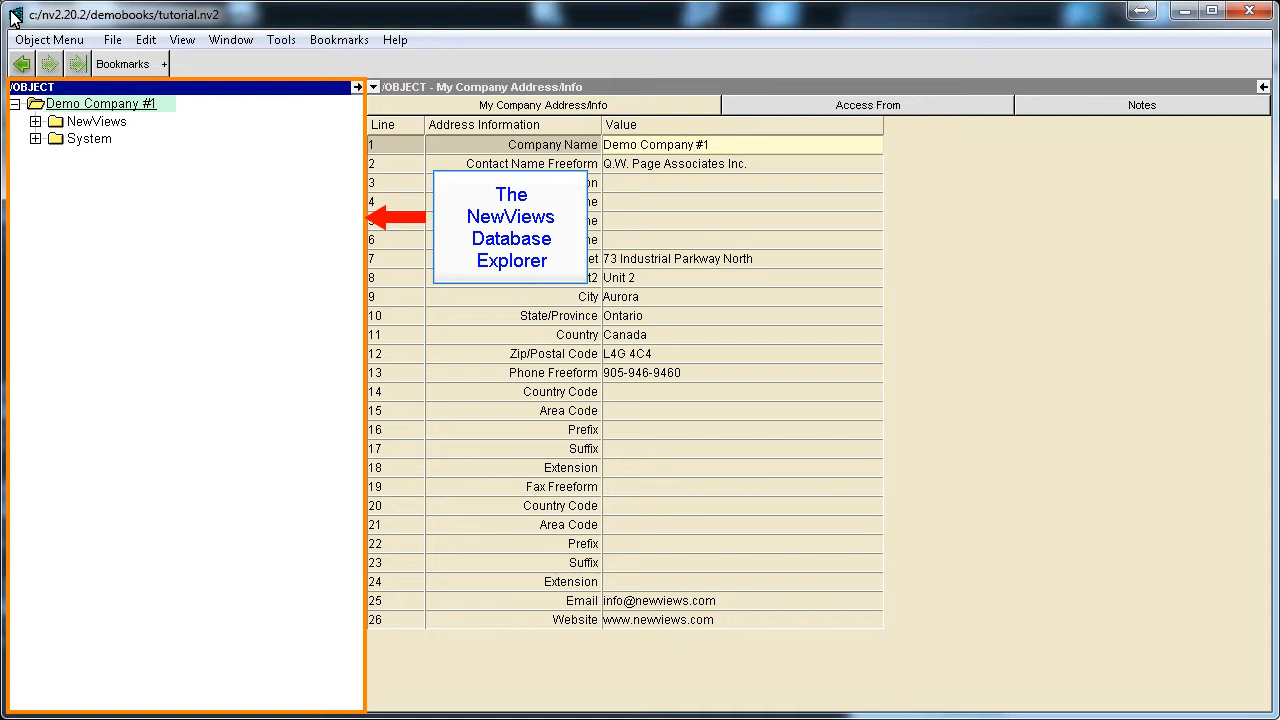 c:/nv2.20.2/demobooks/tutorial.nv2
Object Menu File Edit View Window Tools Bookmarks Help
Bookmarks +
/OBJECT
Demo Company #1
NewViews
System
/OBJECT - My Company Address/Info
My Company Address/Info Access From Notes
Line Address Information Value
1 Company Name Demo Company #1
2 Contact Name Freeform Q.W. Page Associates Inc.
3
4
6
7 73 Industrial Parkway North
8 Unit 2
9 City Aurora
10 State/Province Ontario
11 Country Canada
12 Zip/Postal Code L4G 4C4
13 Phone Freeform 905-946-9460
14 Country Code
15 Area Code
16 Prefix
17 Suffix
18 Extension
19 Fax Freeform
20 Country Code
21 Area Code
22 Prefix
23 Suffix
24 Extension
25 Email info@newviews.com
26 Website www.newviews.com
The
NewViews
Database
Explorer